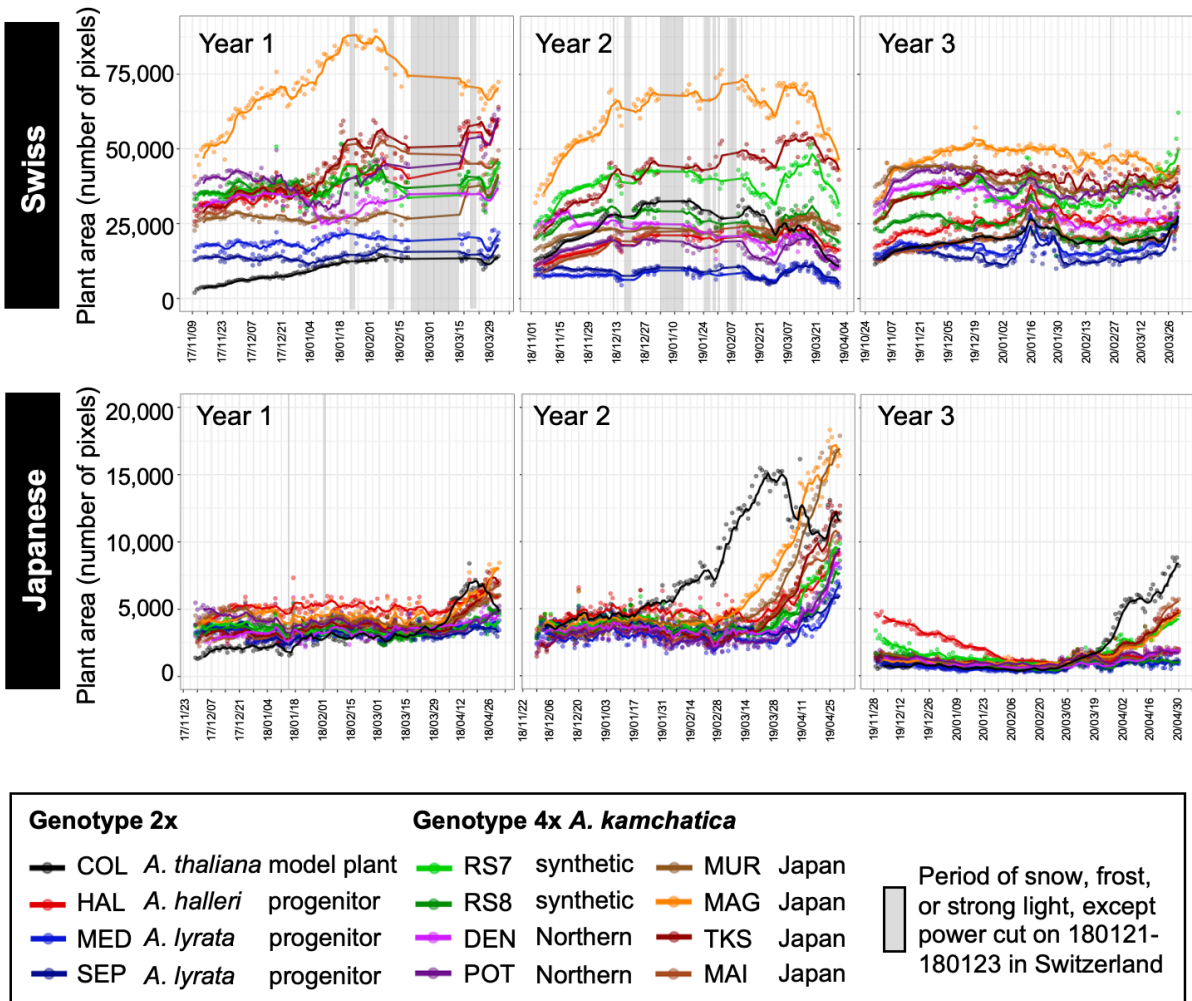 Swiss
Plant area (number of pixels)
75,000
50,000
25,000
0
Year 1
Year 2
Year 3
17/11/09
17/11/23
17/12/07
17/12/21
18/01/04
18/01/18
18/02/01
18/02/15
18/03/01
18/03/15
18/03/29
18/11/01
18/11/15
18/11/29
18/12/13
18/12/27
19/01/10
19/01/24
19/02/07
19/02/21
19/03/07
19/03/21
19/04/04
19/10/24
19/11/07
19/11/21
19/12/05
19/12/19
20/01/02
20/01/16
20/01/30
20/02/13
20/02/27
20/03/12
20/03/26
Japanese
Plant area (number of pixels)
20,000
15,000
10,000
5,000
0
Year 1
Year 2
Year 3
17/11/23
17/12/07
17/12/21
18/01/04
18/01/18
18/02/01
18/02/15
18/03/01
18/03/15
18/03/29
18/04/12
18/04/26
18/11/22
18/12/06
18/12/20
19/01/03
19/01/17
19/01/31
19/02/14
19/02/28
19/03/14
19/03/28
19/04/11
19/04/25
19/11/28
19/12/12
19/12/26
20/01/09
20/01/23
20/02/06
20/02/20
20/03/05
20/03/19
20/04/02
20/04/16
20/04/30
Genotype 2x
COL A. thaliana model plant
HAL A. halleri progenitor
MED A. lyrata progenitor
SEP A. lyrata progenitor
Genotype 4x A. kamchatica
RS7 synthetic
RS8 synthetic
DEN Northern
POT Northern
MUR Japan
MAG Japan
TKS Japan
MAI Japan
Period of snow, frost,
or strong light, except
power cut on 180121-
180123 in Switzerland